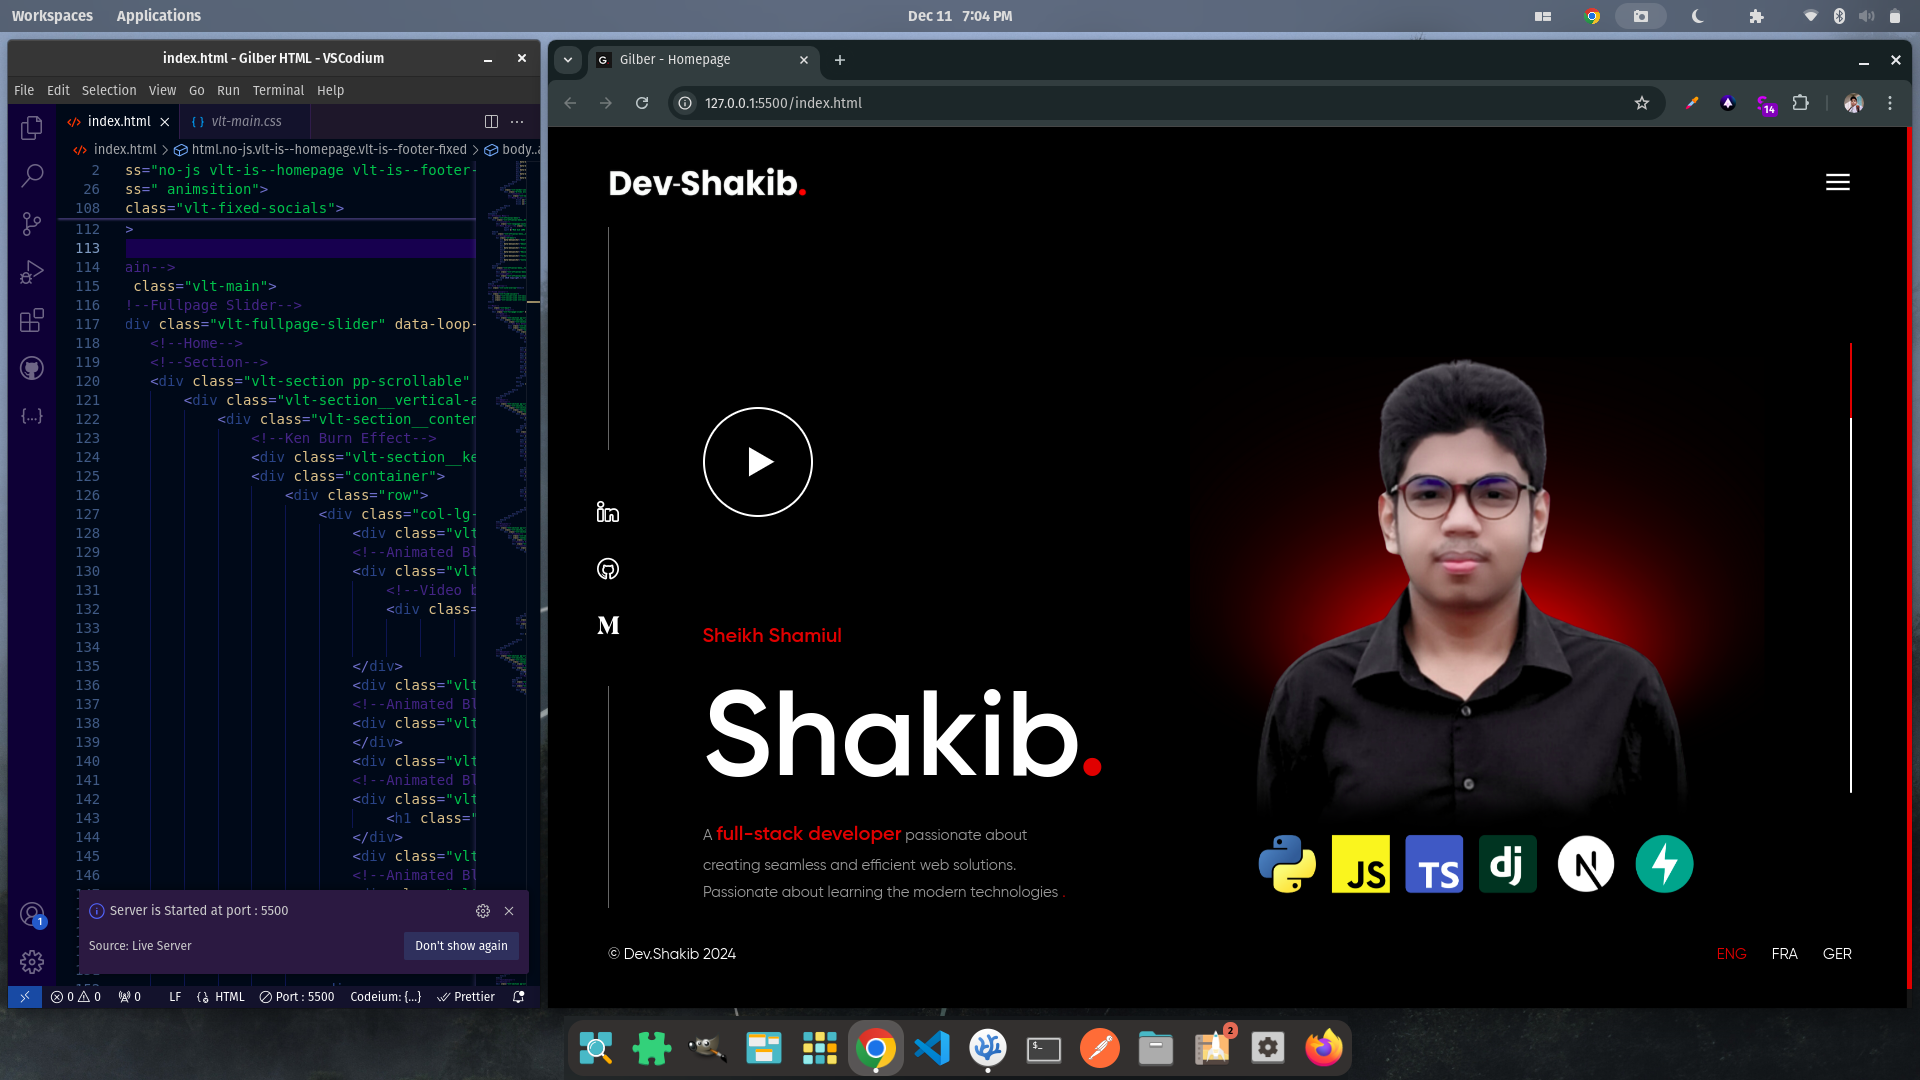 Workspaces Applications Dec 11 7:04 PM
index.html - Gilber HTML - VSCodium
File Edit Selection View Go Run Terminal Help
index.html vlt-main.css
index.html html.no-js.vlt-is--homepage.vlt-is--footer-fixed body..a
2 ss="no-js vlt-is--homepage vlt-is--footer-
26 ss=" animsition">
108 class="vlt-fixed-socials">
112 >
113
114 ain-->
115 class="vlt-main">
116 !--Fullpage Slider-->
117 div class="vlt-fullpage-slider" data-loop-
118 <!--Home-->
119 <!--Section-->
120 <div class="vlt-section pp-scrollable"
121 <div class="vlt-section__vertical-a
122 <div class="vlt-section__conten
123 <!--Ken Burn Effect-->
124 <div class="vlt-section__ke
125 <div class="container">
126 <div class="row">
127 <div class="col-lg-
128 <div class="vlt
129 <!--Animated Bl
130 <div class="vlt
131 <!--Video b
132 <div class=
133
134
135 </div>
136 <div class="vlt
137 <!--Animated Bl
138 <div class="vlt
139 </div>
140 <div class="vlt
141 <!--Animated Bl
142 <div class="vlt
143 <h1 class="
144 </div>
145 <div class="vlt
146 <!--Animated Bl
Server is Started at port : 5500
Source: Live Server
Don't show again
1
0 0 0 LF HTML Port : 5500 Codeium: {...} Prettier
G Gilber - Homepage
127.0.0.1:5500/index.html
14
Dev-Shakib.
in
M
Sheikh Shamiul
Shakib.
A full-stack developer passionate about
creating seamless and efficient web solutions.
Passionate about learning the modern technologies .
JS TS dj N
© Dev.Shakib 2024
ENG FRA GER
$_
2